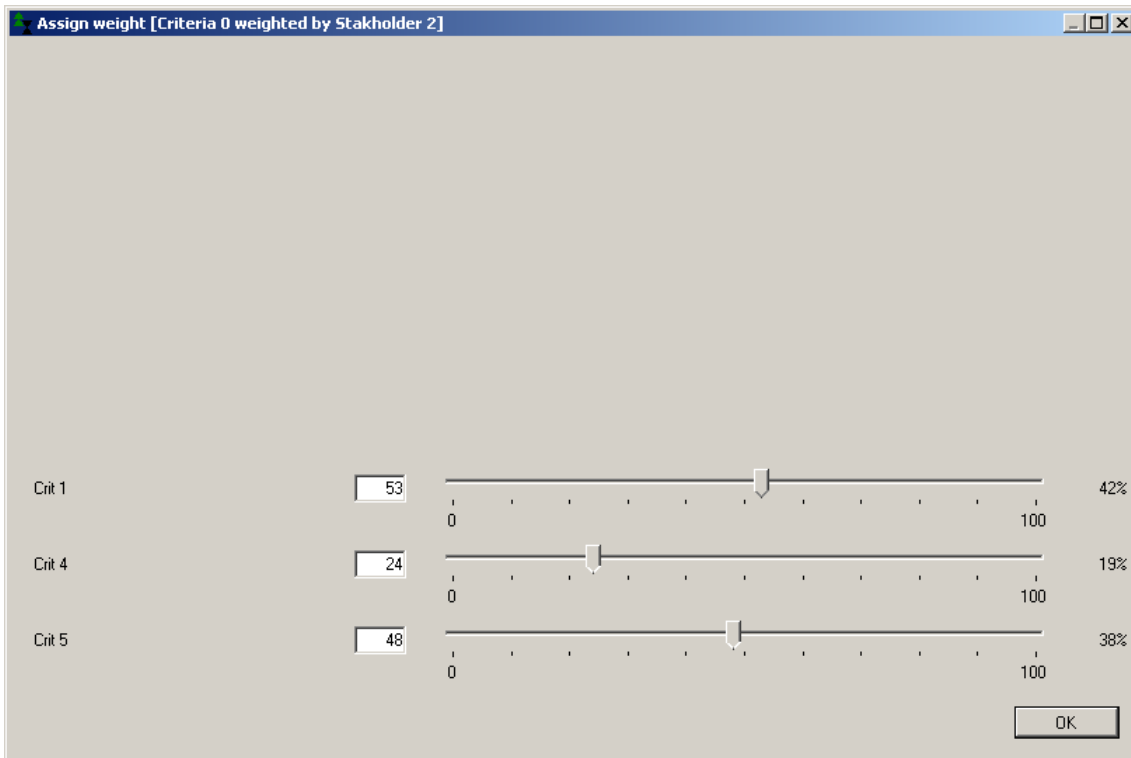 Assign weight [Criteria 0 weighted by Stakholder 2]
Crit 1 53 42%
0 100
Crit 4 24 19%
0 100
Crit 5 48 38%
0 100
OK